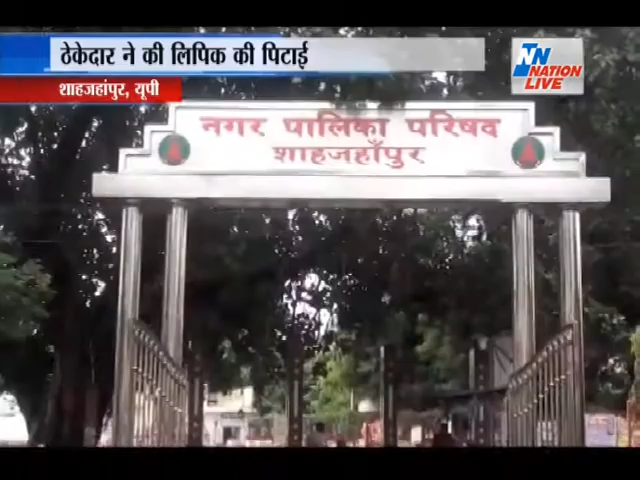 ठेकेदार ने की लिपिक की पिटाई
शाहजहांपुर, यूपी
NN
NATION
LIVE
नगर पालिका परिषद
शाहजहाँपुर